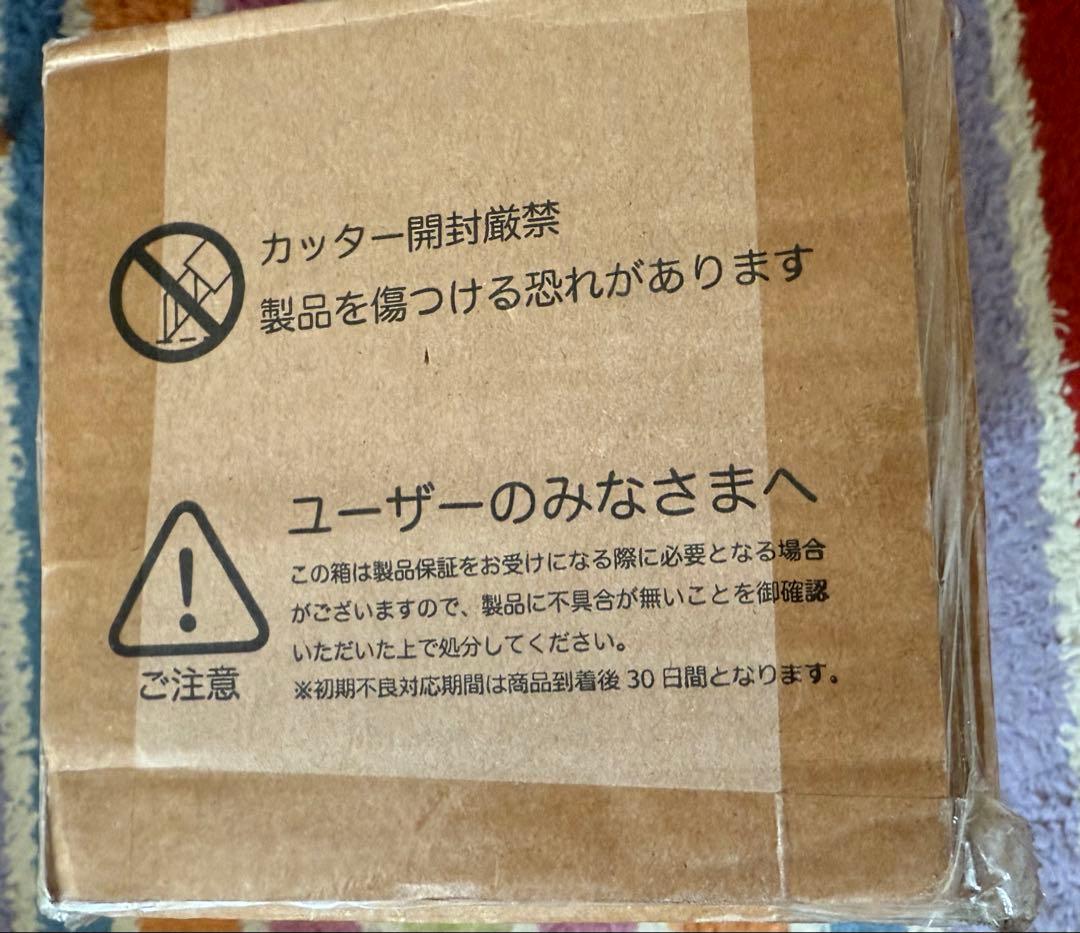 カッター開封厳禁
製品を傷つける恐れがあります
ユーザーのみなさまへ
この箱は製品保証をお受けになる際に必要となる場合
がございますので、製品に不具合が無いことを御確認
いただいた上で処分してください。
※初期不良対応期間は商品到着後 30 日間となります。
ご注意